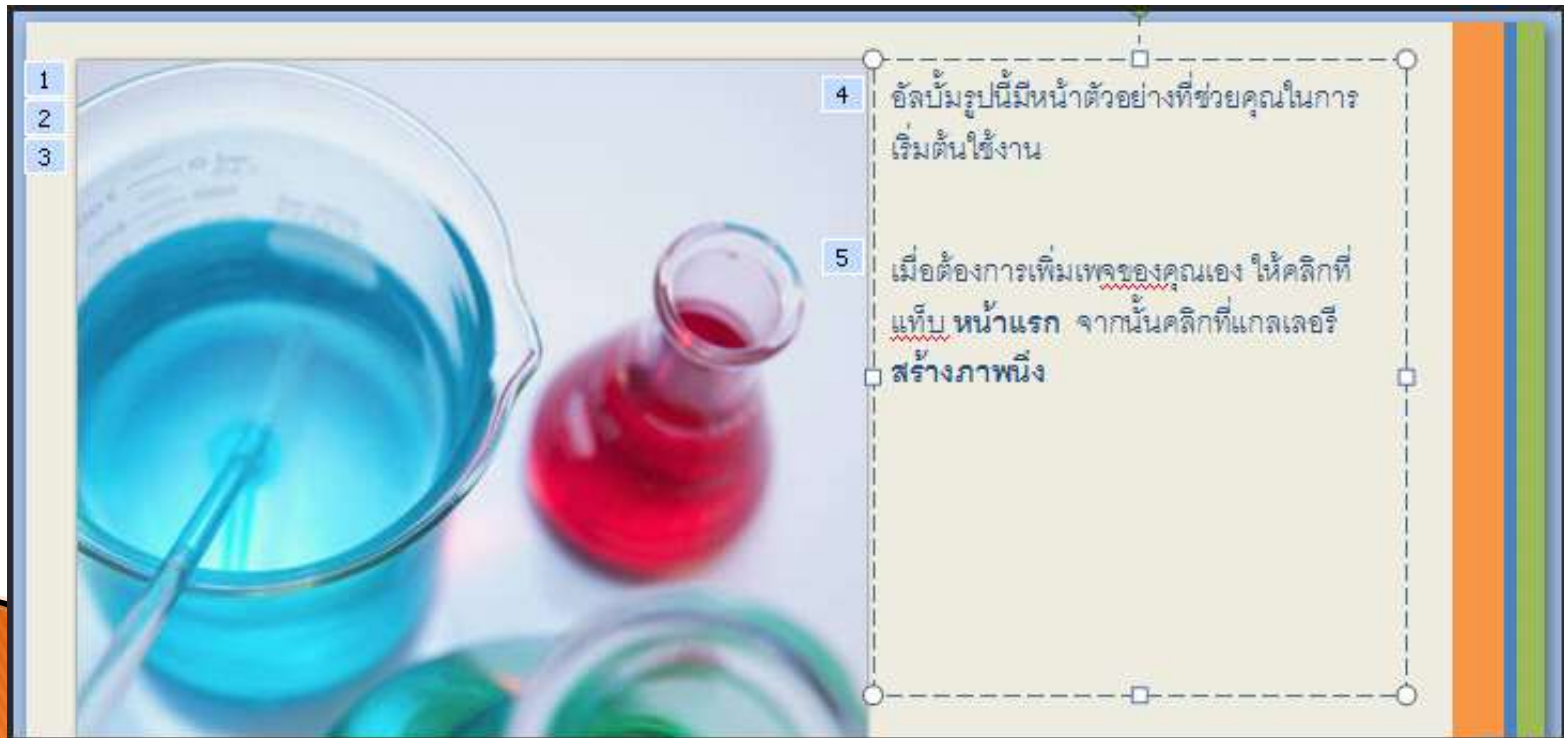 1
2
3
4
อัลบั้มรูปนี้มีหน้าตัวอย่างที่ช่วยคุณในการ
เริ่มต้นใช้งาน
5
เมื่อต้องการเพิ่มเพจของคุณเอง ให้คลิกที่
แท็บ หน้าแรก จากนั้นคลิกที่แกลเลอรี
สร้างภาพนิ่ง